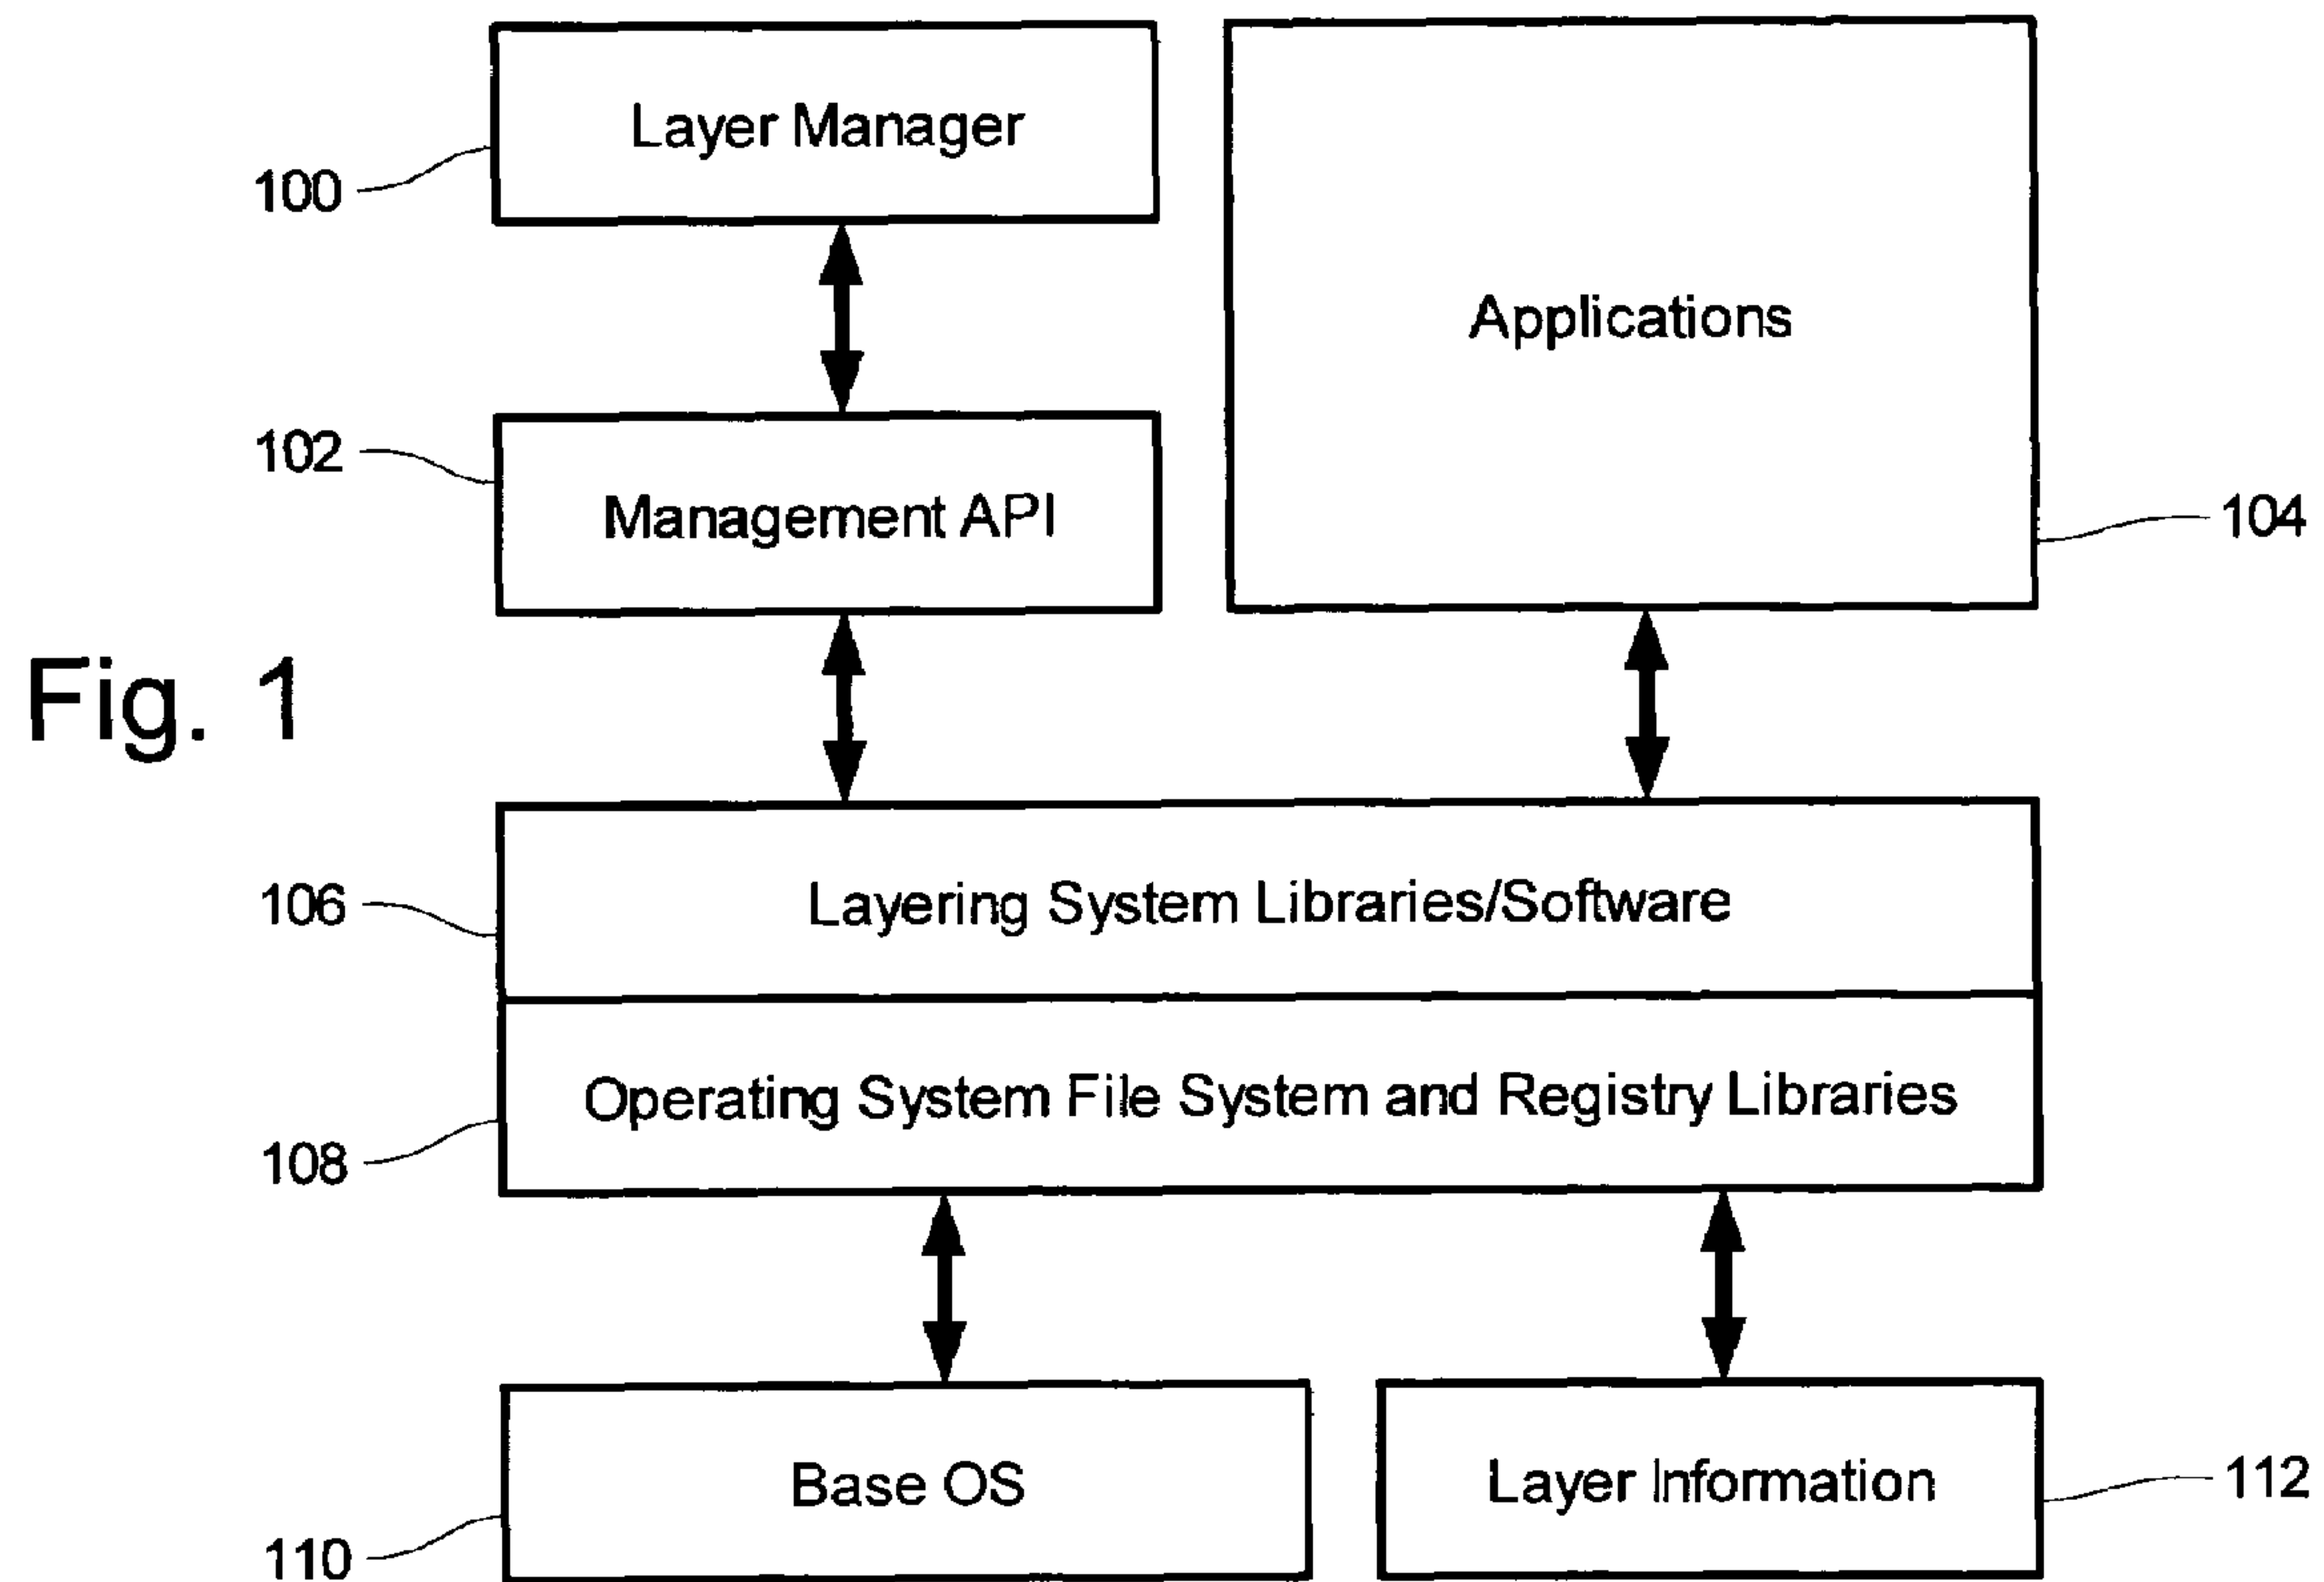 Layer Manager
100
Applications
102
Management API
104
Fig. 1
106
Layering System Libraries/Software
Operating System File System and Registry Libraries
108
Base OS
Layer Information
112
110